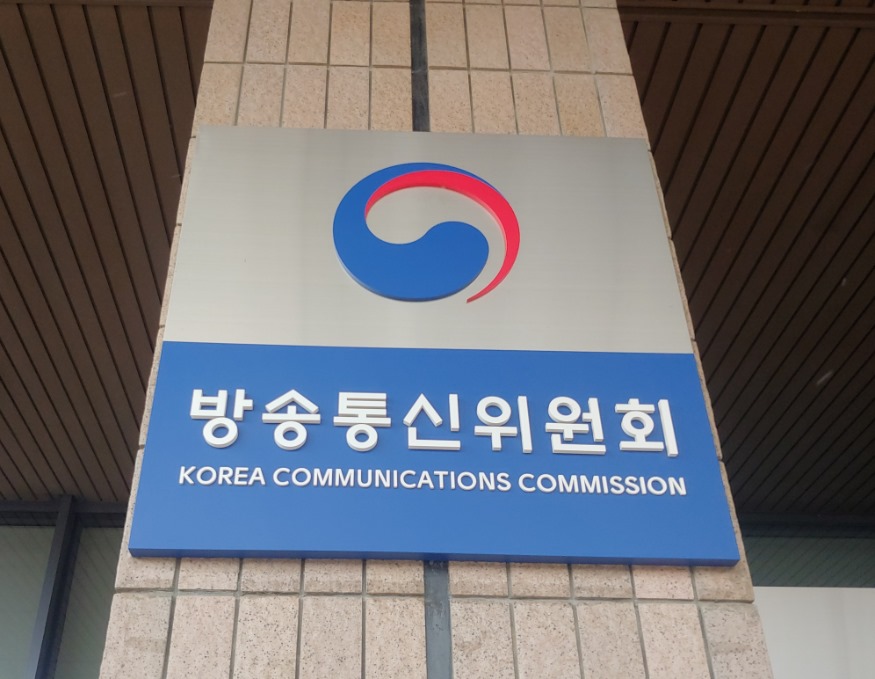 방송통신위원회
KOREA COMMUNICATIONS COMMISSION